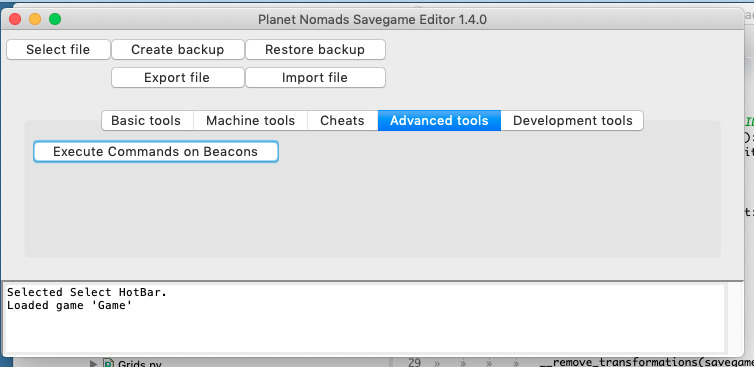 Planet Nomads Savegame Editor 1.4.0
Select file Create backup Restore backup
Export file Import file
Basic tools Machine tools Cheats Advanced tools Development tools
Execute Commands on Beacons
Selected Select HotBar.
Loaded game 'Game'
Grids.py
29 » » » » __remove_transformations(savegame